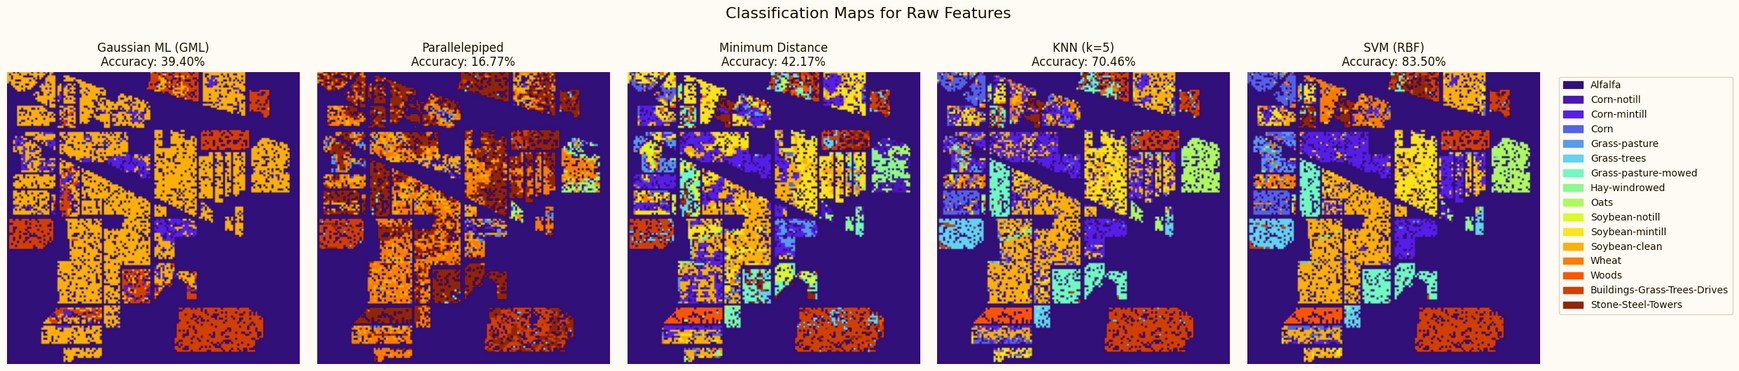 Classification Maps for Raw Features
Gaussian ML (GML)
Accuracy: 39.40%
Parallelepiped
Accuracy: 16.77%
Minimum Distance
Accuracy: 42.17%
KNN (k=5)
Accuracy: 70.46%
SVM (RBF)
Accuracy: 83.50%
Alfalfa
Corn-notill
Corn-mintill
Corn
Grass-pasture
Grass-trees
Grass-pasture-mowed
Hay-windrowed
Oats
Soybean-notill
Soybean-mintill
Soybean-clean
Wheat
Woods
Buildings-Grass-Trees-Drives
Stone-Steel-Towers